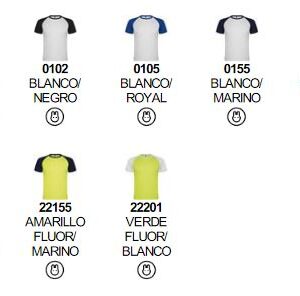 0102 0105 0155
BLANCO/ BLANCO/ BLANCO/
NEGRO ROYAL MARINO
22155 22201
AMARILLO VERDE
FLUOR/ FLUOR/
MARINO BLANCO